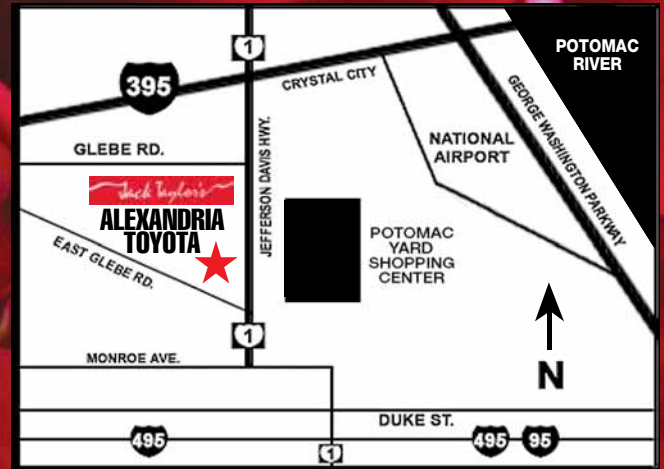 1
POTOMAC
RIVER
395
CRYSTAL CITY
GEORGE WASHINGTON PARKWAY
GLEBE RD.
JEFFERSON DAVIS HWY.
NATIONAL
AIRPORT
Jack Taylor's
ALEXANDRIA
TOYOTA
EAST GLEBE RD.
POTOMAC
YARD
SHOPPING
CENTER
1
MONROE AVE.
N
DUKE ST.
495
1
495
95